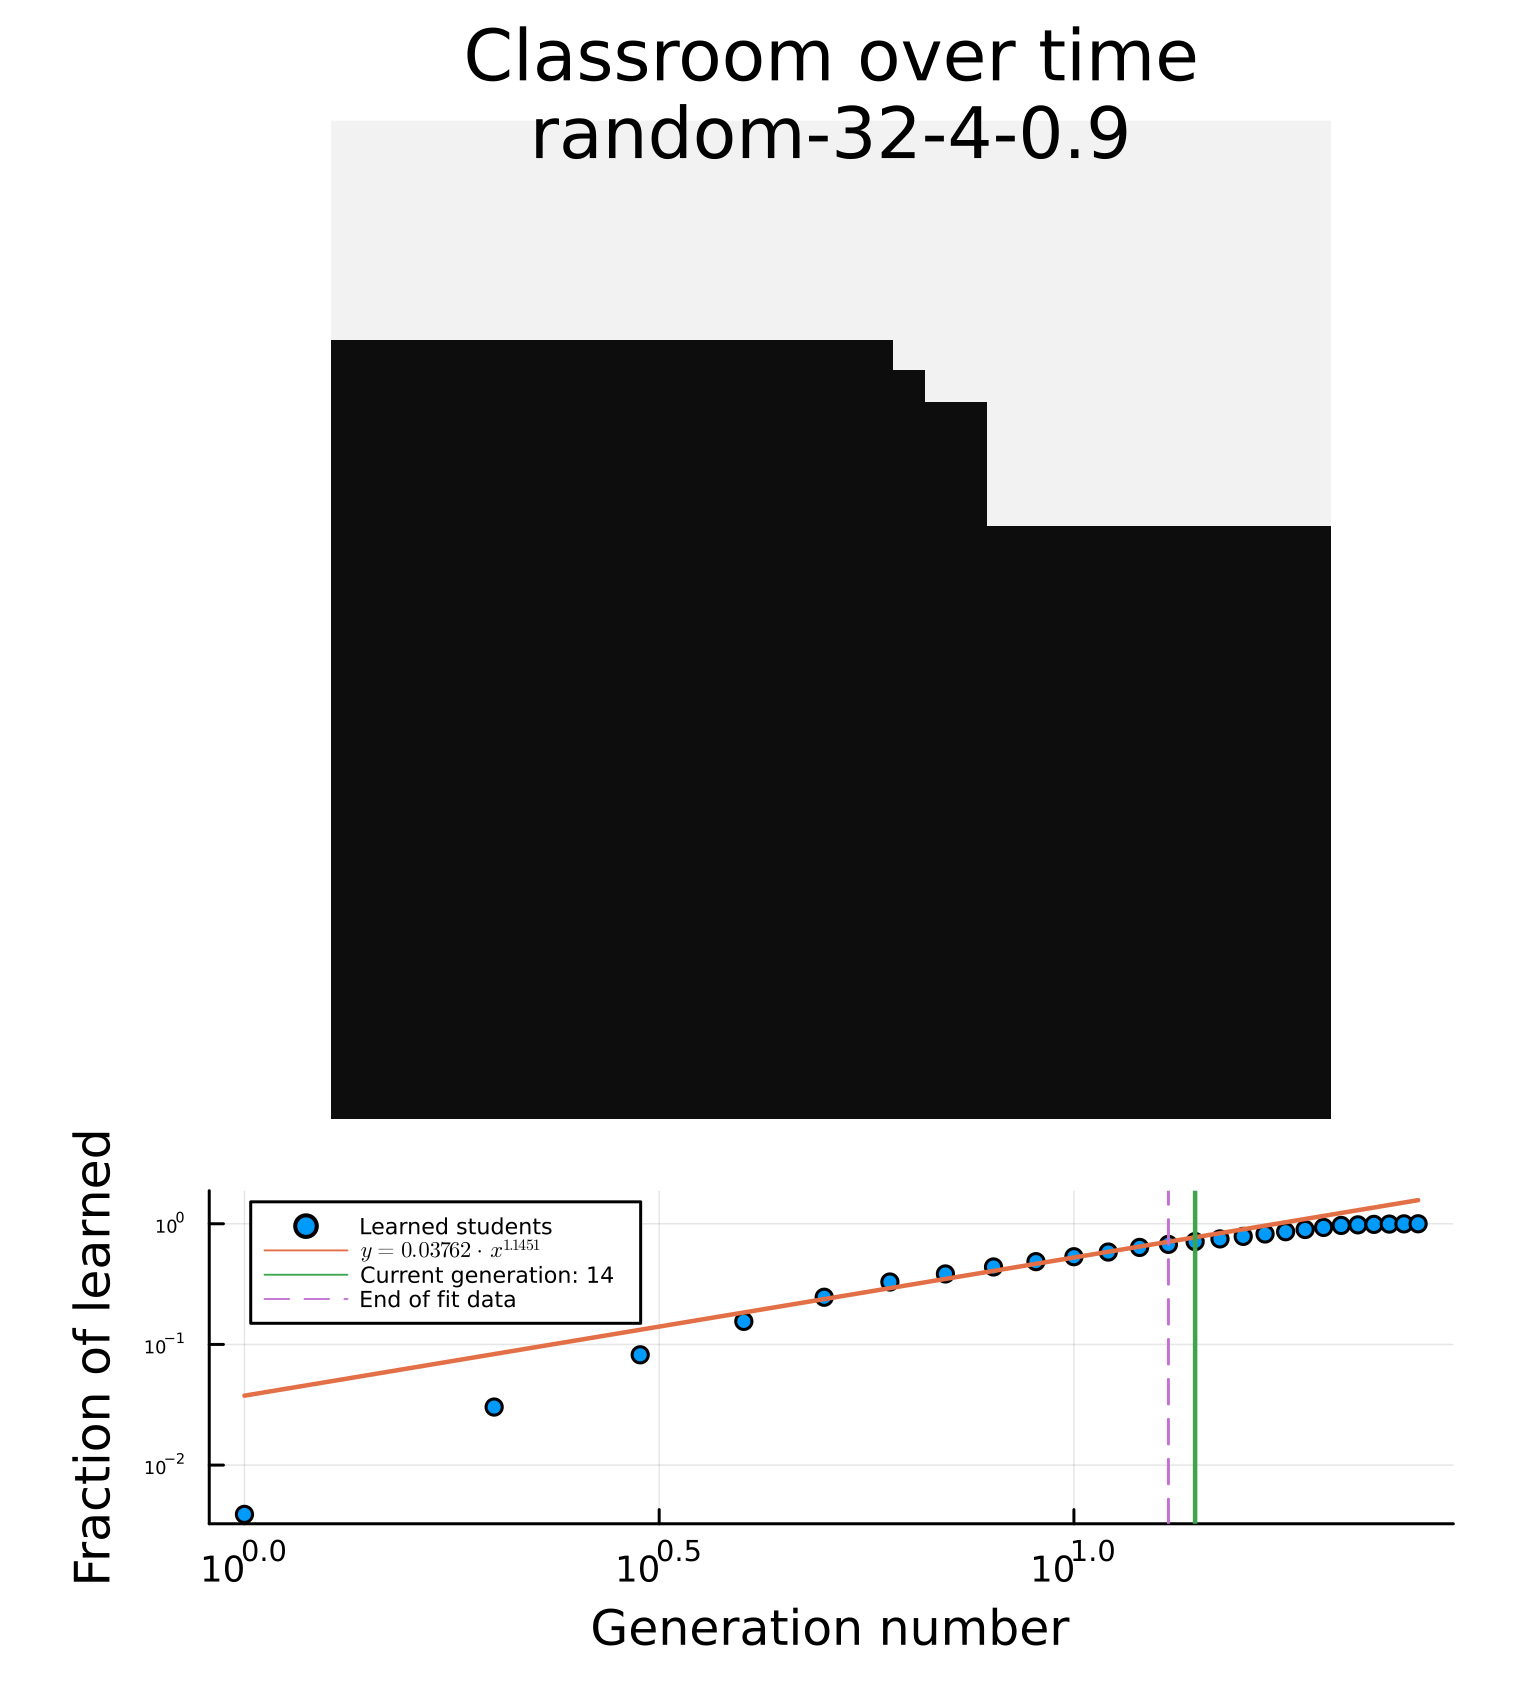 Classroom over time
random-32-4-0.9
Fraction of learned
10⁰
10⁻¹
10⁻²
Learned students
y = 0.03762 · x^1.1451
Current generation: 14
End of fit data
10^0.0
10^0.5
10^1.0
Generation number